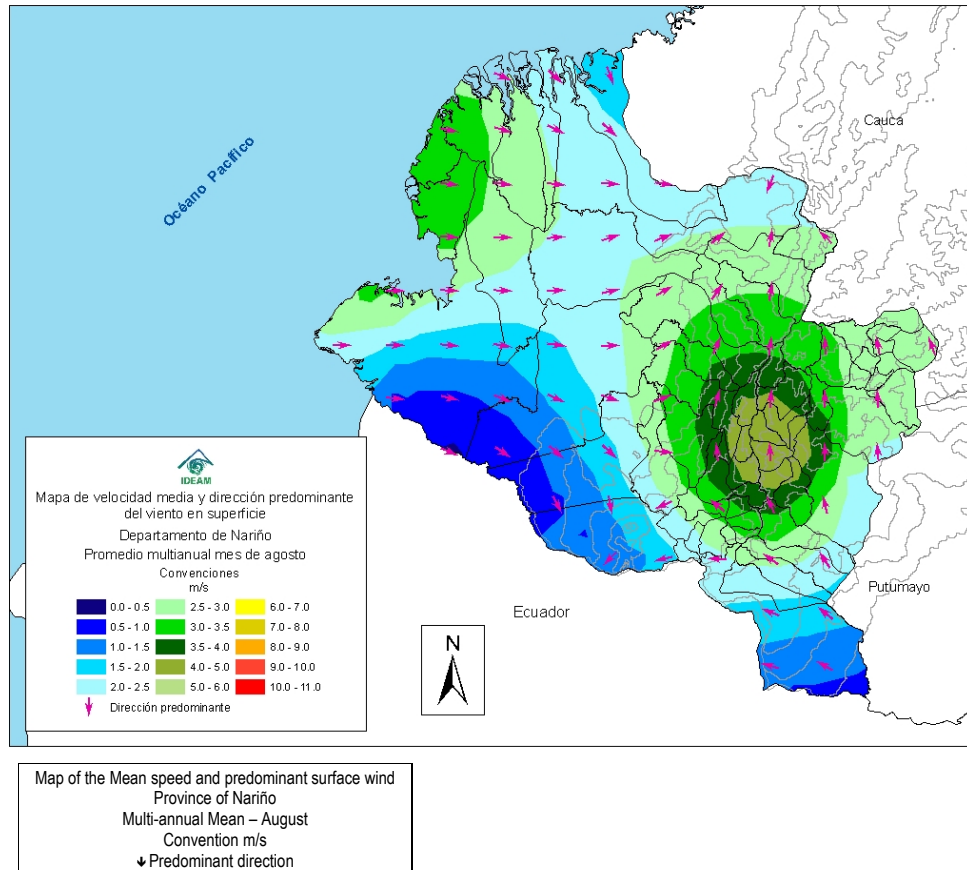 Cauca
Océano Pacífico
IDEAM
Mapa de velocidad media y dirección predominante
del viento en superficie
Departamento de Nariño
Promedio multianual mes de agosto
Convenciones
m/s
0.0 - 0.5 2.5 - 3.0 6.0 - 7.0
0.5 - 1.0 3.0 - 3.5 7.0 - 8.0
1.0 - 1.5 3.5 - 4.0 8.0 - 9.0
1.5 - 2.0 4.0 - 5.0 9.0 - 10.0
2.0 - 2.5 5.0 - 6.0 10.0 - 11.0
Dirección predominante
Ecuador
Putumayo
N
Map of the Mean speed and predominant surface wind
Province of Nariño
Multi-annual Mean – August
Convention m/s
Predominant direction